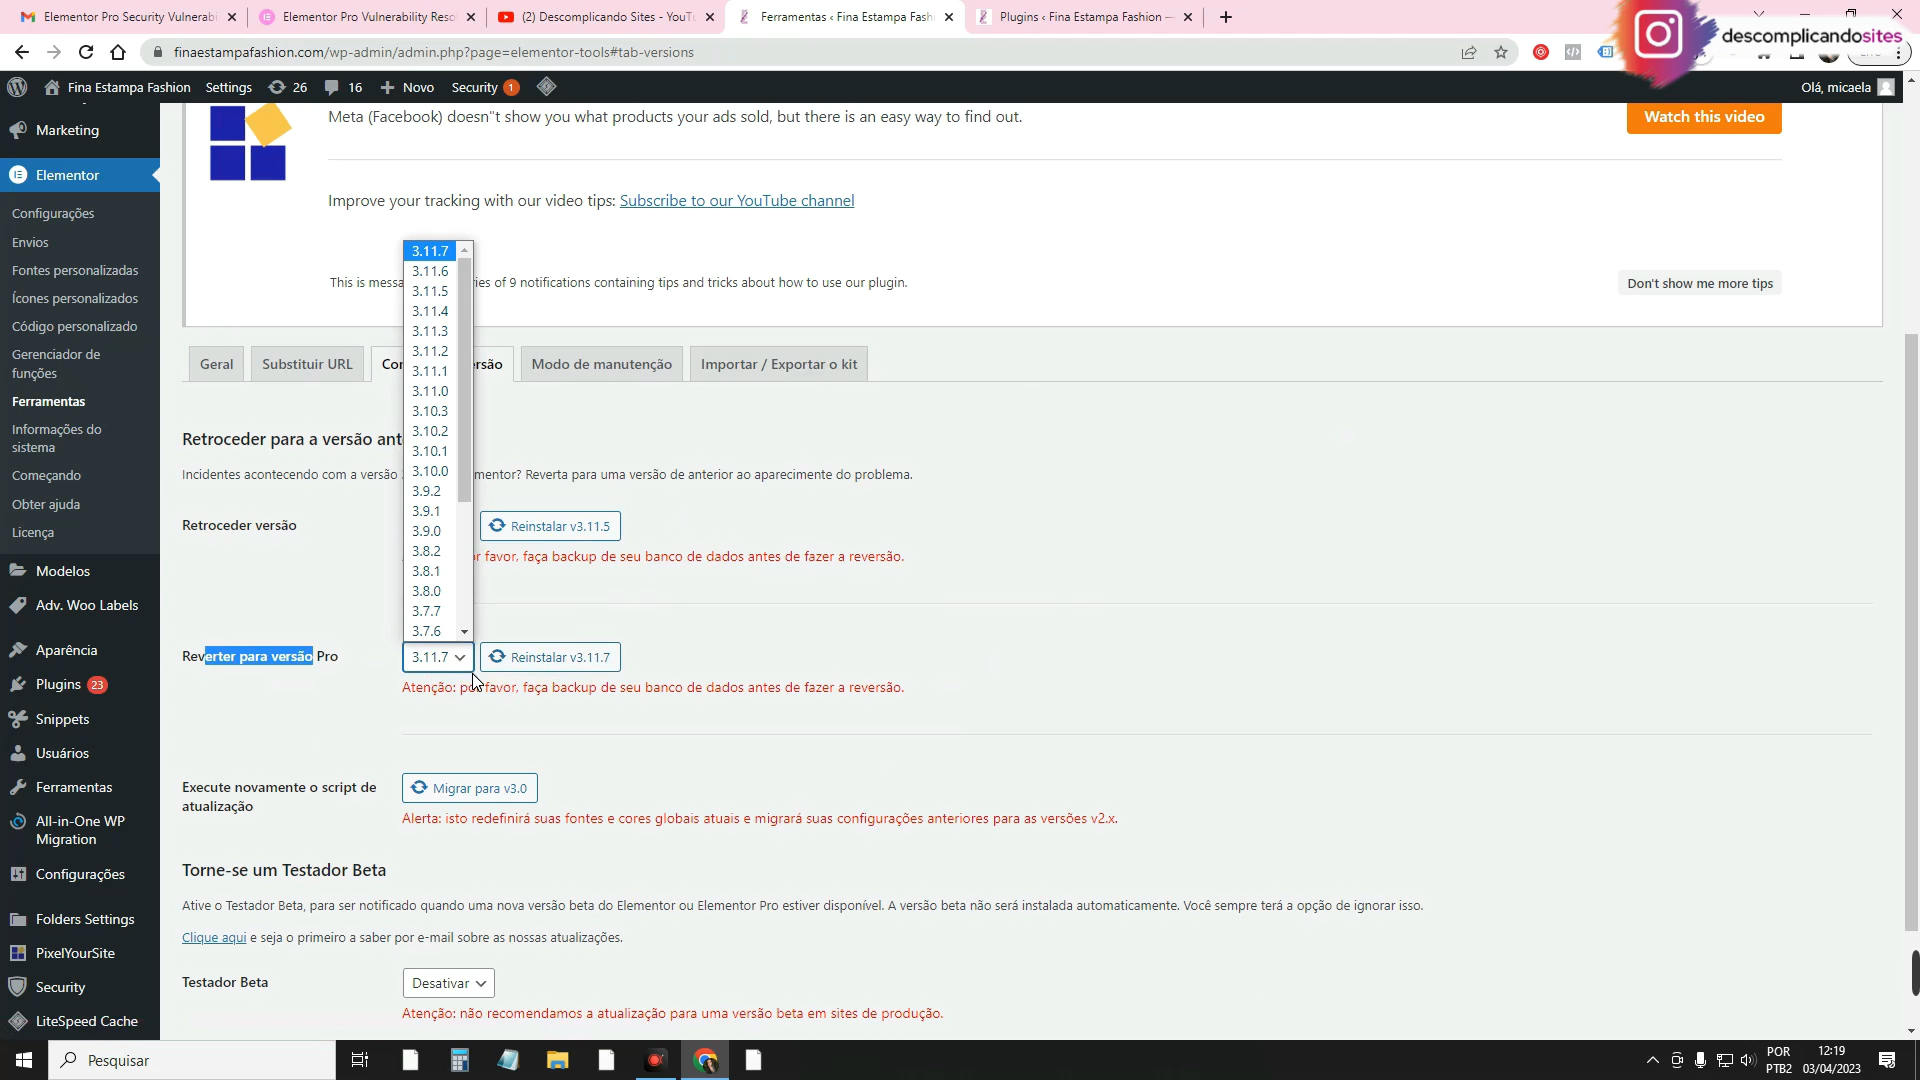 Elementor Pro Security Vulnerabi
Elementor Pro Vulnerability Reso
(2) Descomplicando Sites - YouTu
Ferramentas ‹ Fina Estampa Fash
Plugins ‹ Fina Estampa Fashion —
finaestampafashion.com/wp-admin/admin.php?page=elementor-tools#tab-versions
descomplicandosites
Fina Estampa Fashion
Settings
26
16
Novo
Security 1
Olá, micaela
Marketing
Elementor
Configurações
Envios
Fontes personalizadas
Ícones personalizados
Código personalizado
Gerenciador de
funções
Ferramentas
Informações do
sistema
Começando
Obter ajuda
Licença
Modelos
Adv. Woo Labels
Aparência
Plugins 23
Snippets
Usuários
Ferramentas
All-in-One WP
Migration
Configurações
Folders Settings
PixelYourSite
Security
LiteSpeed Cache
Meta (Facebook) doesn"t show you what products your ads sold, but there is an easy way to find out.
Watch this video
Improve your tracking with our video tips: Subscribe to our YouTube channel
This is messa
ries of 9 notifications containing tips and tricks about how to use our plugin.
Don't show me more tips
Geral
Substituir URL
Con
ersão
Modo de manutenção
Importar / Exportar o kit
3.11.7
3.11.6
3.11.5
3.11.4
3.11.3
3.11.2
3.11.1
3.11.0
3.10.3
3.10.2
3.10.1
3.10.0
3.9.2
3.9.1
3.9.0
3.8.2
3.8.1
3.8.0
3.7.7
3.7.6
Retroceder para a versão ant
Incidentes acontecendo com a versão
mentor? Reverta para uma versão de anterior ao aparecimento do problema.
Retroceder versão
Reinstalar v3.11.5
r favor, faça backup de seu banco de dados antes de fazer a reversão.
Reverter para versão Pro
3.11.7
Reinstalar v3.11.7
Atenção: por favor, faça backup de seu banco de dados antes de fazer a reversão.
Execute novamente o script de
atualização
Migrar para v3.0
Alerta: isto redefinirá suas fontes e cores globais atuais e migrará suas configurações anteriores para as versões v2.x.
Torne-se um Testador Beta
Ative o Testador Beta, para ser notificado quando uma nova versão beta do Elementor ou Elementor Pro estiver disponível. A versão beta não será instalada automaticamente. Você sempre terá a opção de ignorar isso.
Clique aqui e seja o primeiro a saber por e-mail sobre as nossas atualizações.
Testador Beta
Desativar
Atenção: não recomendamos a atualização para uma versão beta em sites de produção.
Pesquisar
POR
PTB2
12:19
03/04/2023